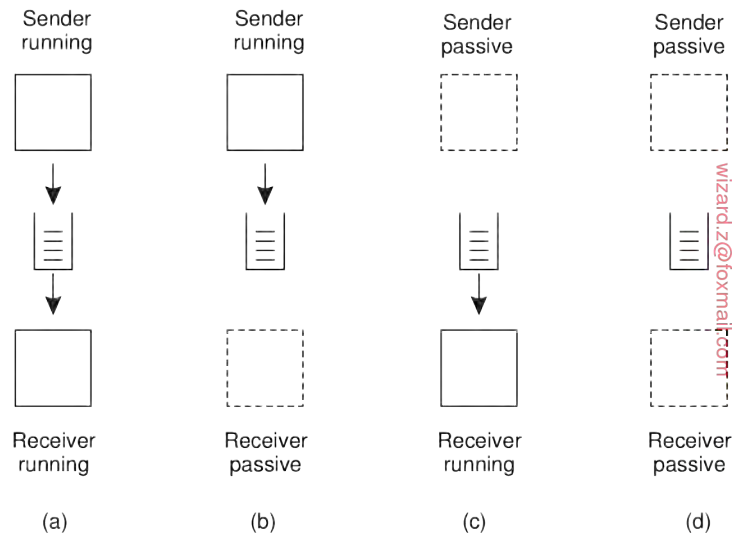 Sender
running
Sender
running
Sender
passive
Sender
passive
wizard.z@foxmail.com
Receiver
running
Receiver
passive
Receiver
running
Receiver
passive
(a)
(b)
(c)
(d)